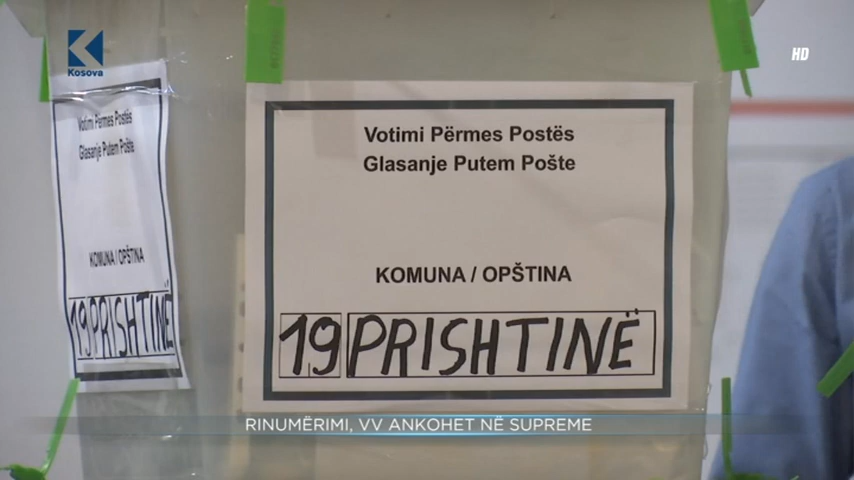 Kosova
HD
Votimi Përmes Postës
Glasanje Putem Pošte
KOMUNA / OPŠTINA
19 PRISHTINË
Votimi Përmes Postës
Glasanje Putem Pošte
KOMUNA / OPŠTINA
19 PRISHTINË
RINUMËRIMI, VV ANKOHET NË SUPREME